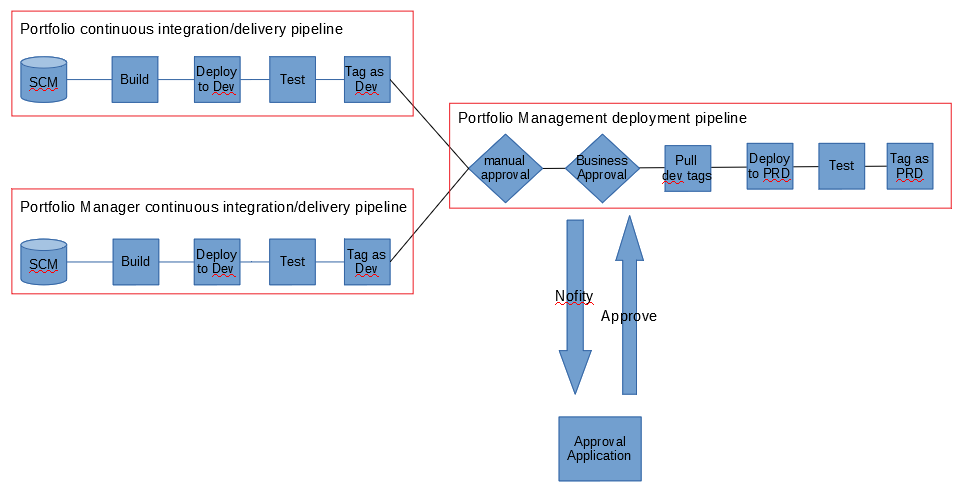 Portfolio continuous integration/delivery pipeline
SCM
Build
Deploy
to Dev
Test
Tag as
Dev
Portfolio Management deployment pipeline
manual
approval
Business
Approval
Pull
dev tags
Deploy
to PRD
Test
Tag as
PRD
Portfolio Manager continuous integration/delivery pipeline
SCM
Build
Deploy
to Dev
Test
Tag as
Dev
Nofity
Approve
Approval
Application